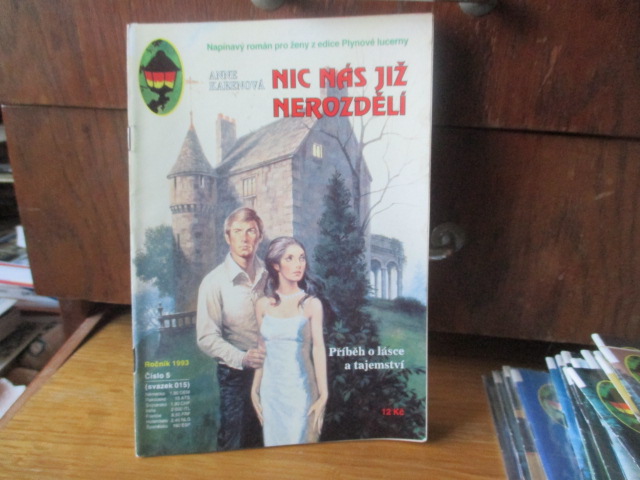 Napínavý román pro ženy z edice Plynové lucerny
ANNE
KARENOVÁ
NIC NÁS JIŽ
NEROZDĚLÍ
Ročník 1993
Číslo 5
(svazek 015)
Příběh o lásce
a tajemství
12 Kč